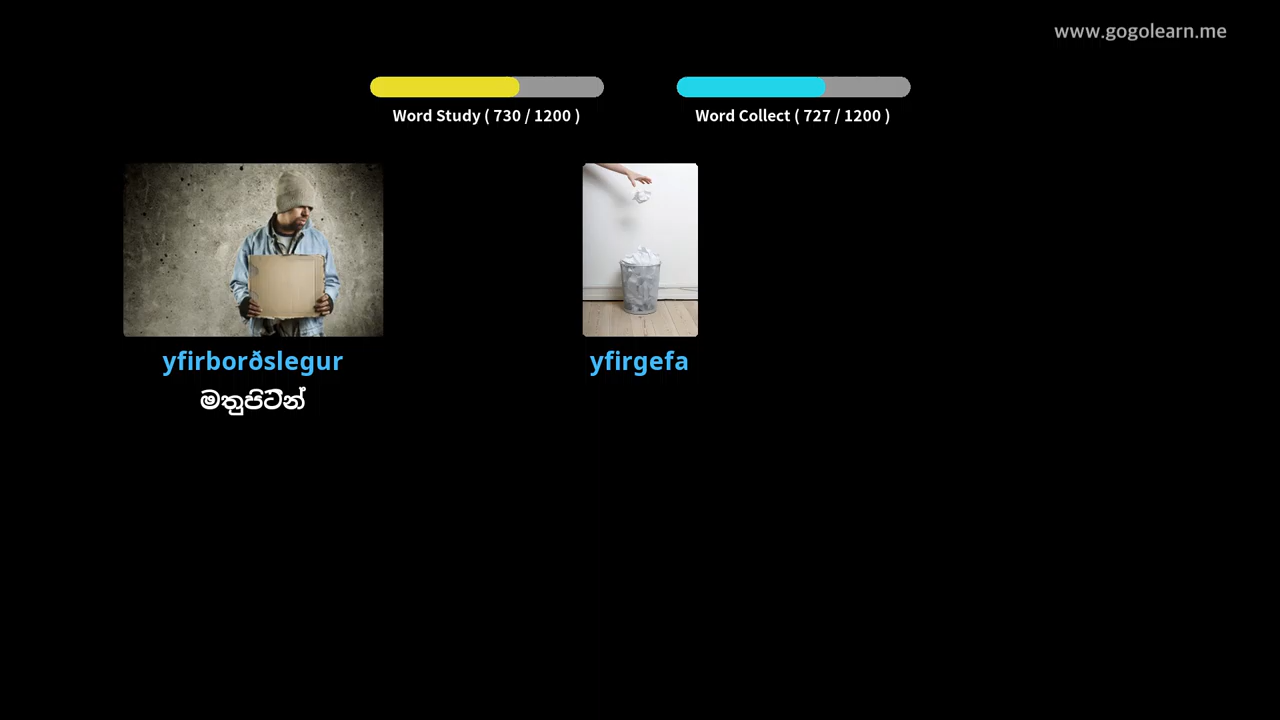 www.gogolearn.me
Word Study ( 730 / 1200 )
Word Collect ( 727 / 1200 )
yfirborðslegur
yfirgefa
මතුපිටින්